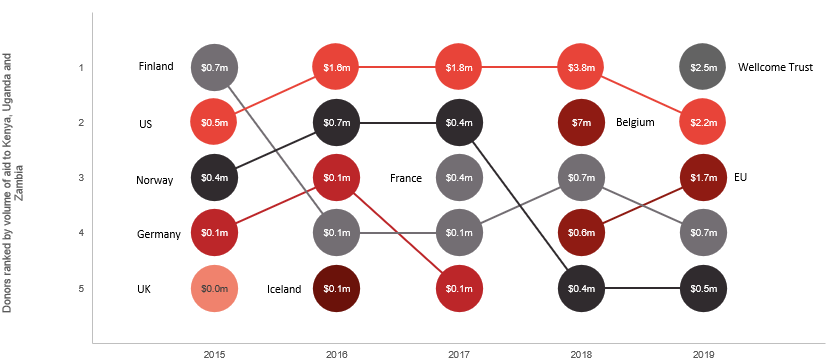 Donors ranked by volume of aid to Kenya, Uganda and
Zambia
1
Finland
$0.7m
$1.6m
$1.8m
$3.8m
$2.5m
Wellcome Trust
2
US
$0.5m
$0.7m
$0.4m
$7m
Belgium
$2.2m
3
Norway
$0.4m
$0.1m
France
$0.4m
$0.7m
$1.7m
EU
4
Germany
$0.1m
$0.1m
$0.1m
$0.6m
$0.7m
5
UK
$0.0m
Iceland
$0.1m
$0.1m
$0.4m
$0.5m
2015
2016
2017
2018
2019